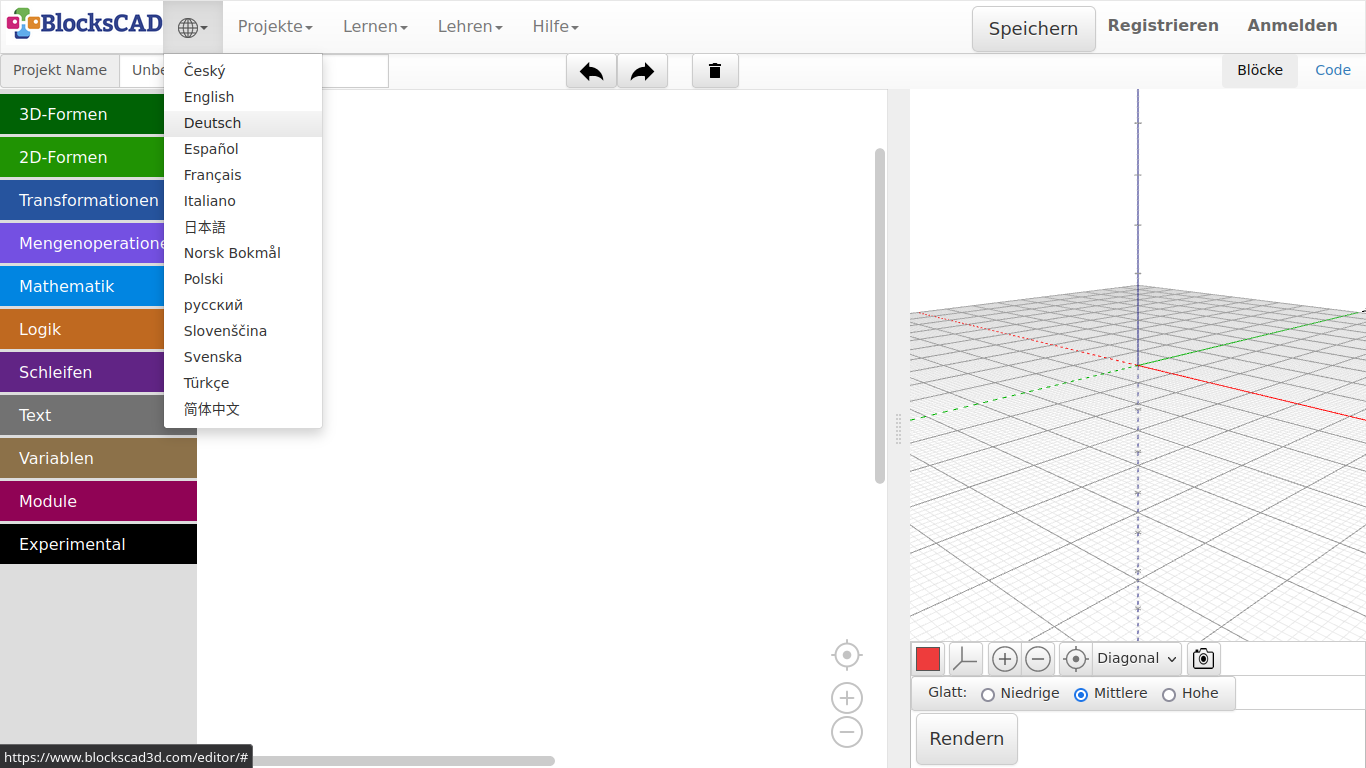 BlocksCAD
Projekte
Lernen
Lehren
Hilfe
Speichern
Registrieren
Anmelden
Projekt Name
Unbe
Blöcke
Code
Český
English
Deutsch
Español
Français
Italiano
日本語
Norsk Bokmål
Polski
русский
Slovenščina
Svenska
Türkçe
简体中文
3D-Formen
2D-Formen
Transformationen
Mengenoperatione
Mathematik
Logik
Schleifen
Text
Variablen
Module
Experimental
Diagonal
Glatt: Niedrige Mittlere Hohe
Rendern
https://www.blockscad3d.com/editor/#